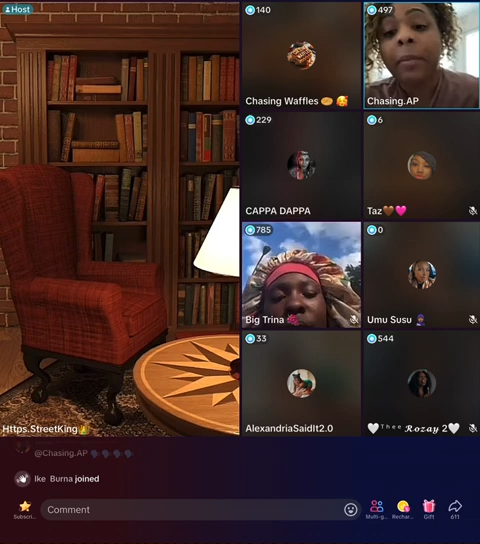 Host
140
Chasing Waffles 🧇 🥰
497
Chasing.AP
229
CAPPA DAPPA
6
Taz🤎🩷
785
Big Trina 🍓
0
Umu Susu
33
AlexandriaSaidIt2.0
544
🤍ᵀʰᵉᵉ 𝓡𝓸𝔃𝓪𝔂 2🤍
Https.StreetKing
@Chasing.AP 🗣️🗣️🗣️🗣️
Ike Burna joined
Subscri...
Comment
Multi-g...
Rechar...
Gift
611